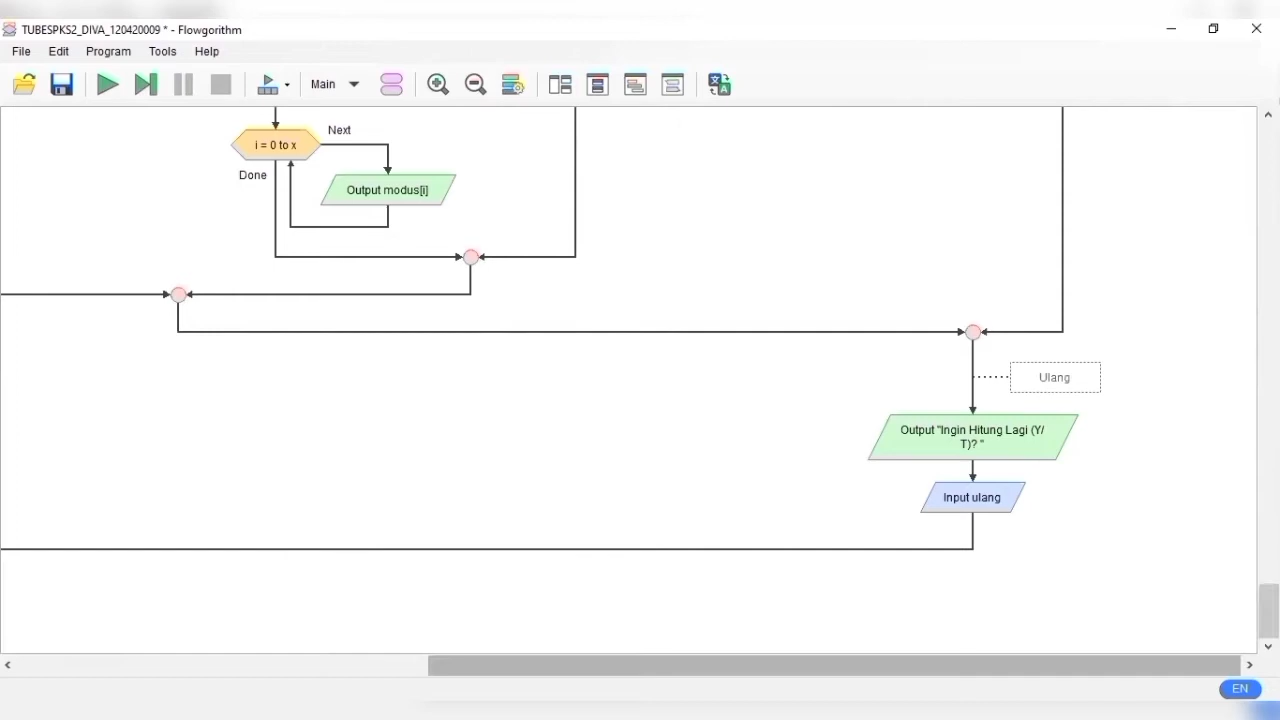 TUBESPKS2_DIVA_120420009 * - Flowgorithm
File Edit Program Tools Help
Main
Next
i = 0 to x
Done
Output modus[i]
Ulang
Output "Ingin Hitung Lagi (Y/
T)? "
Input ulang
EN